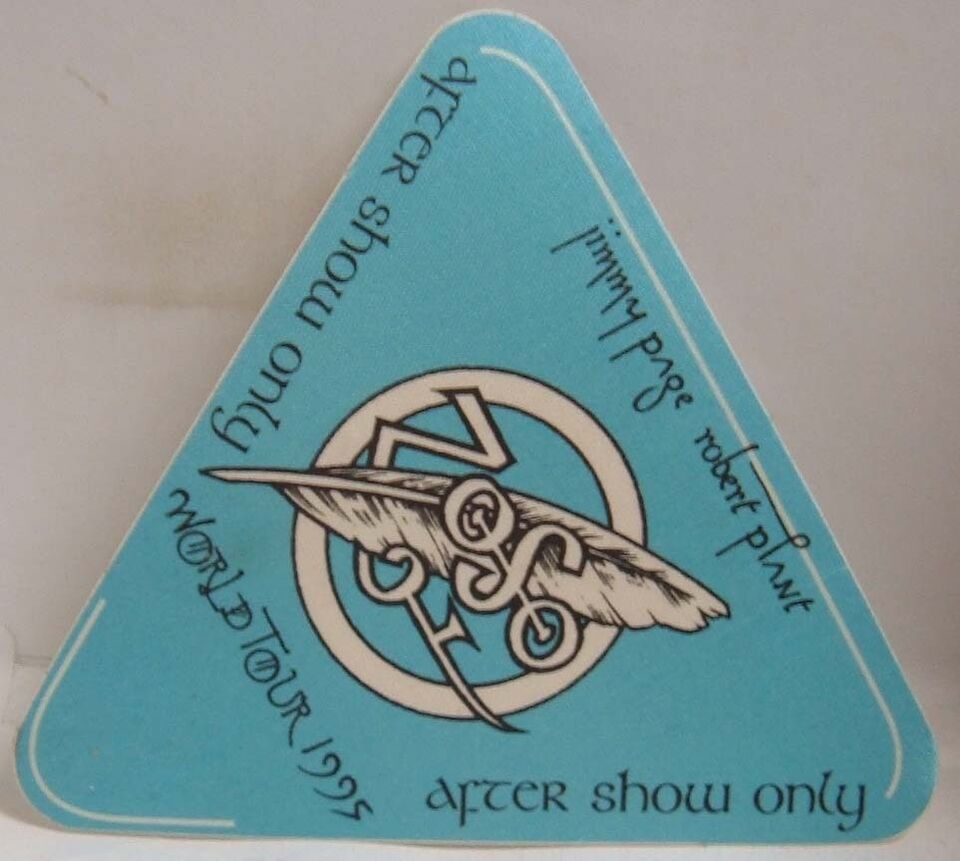 after show only
jimmy page robert plant
WORLD TOUR 1995
after show only